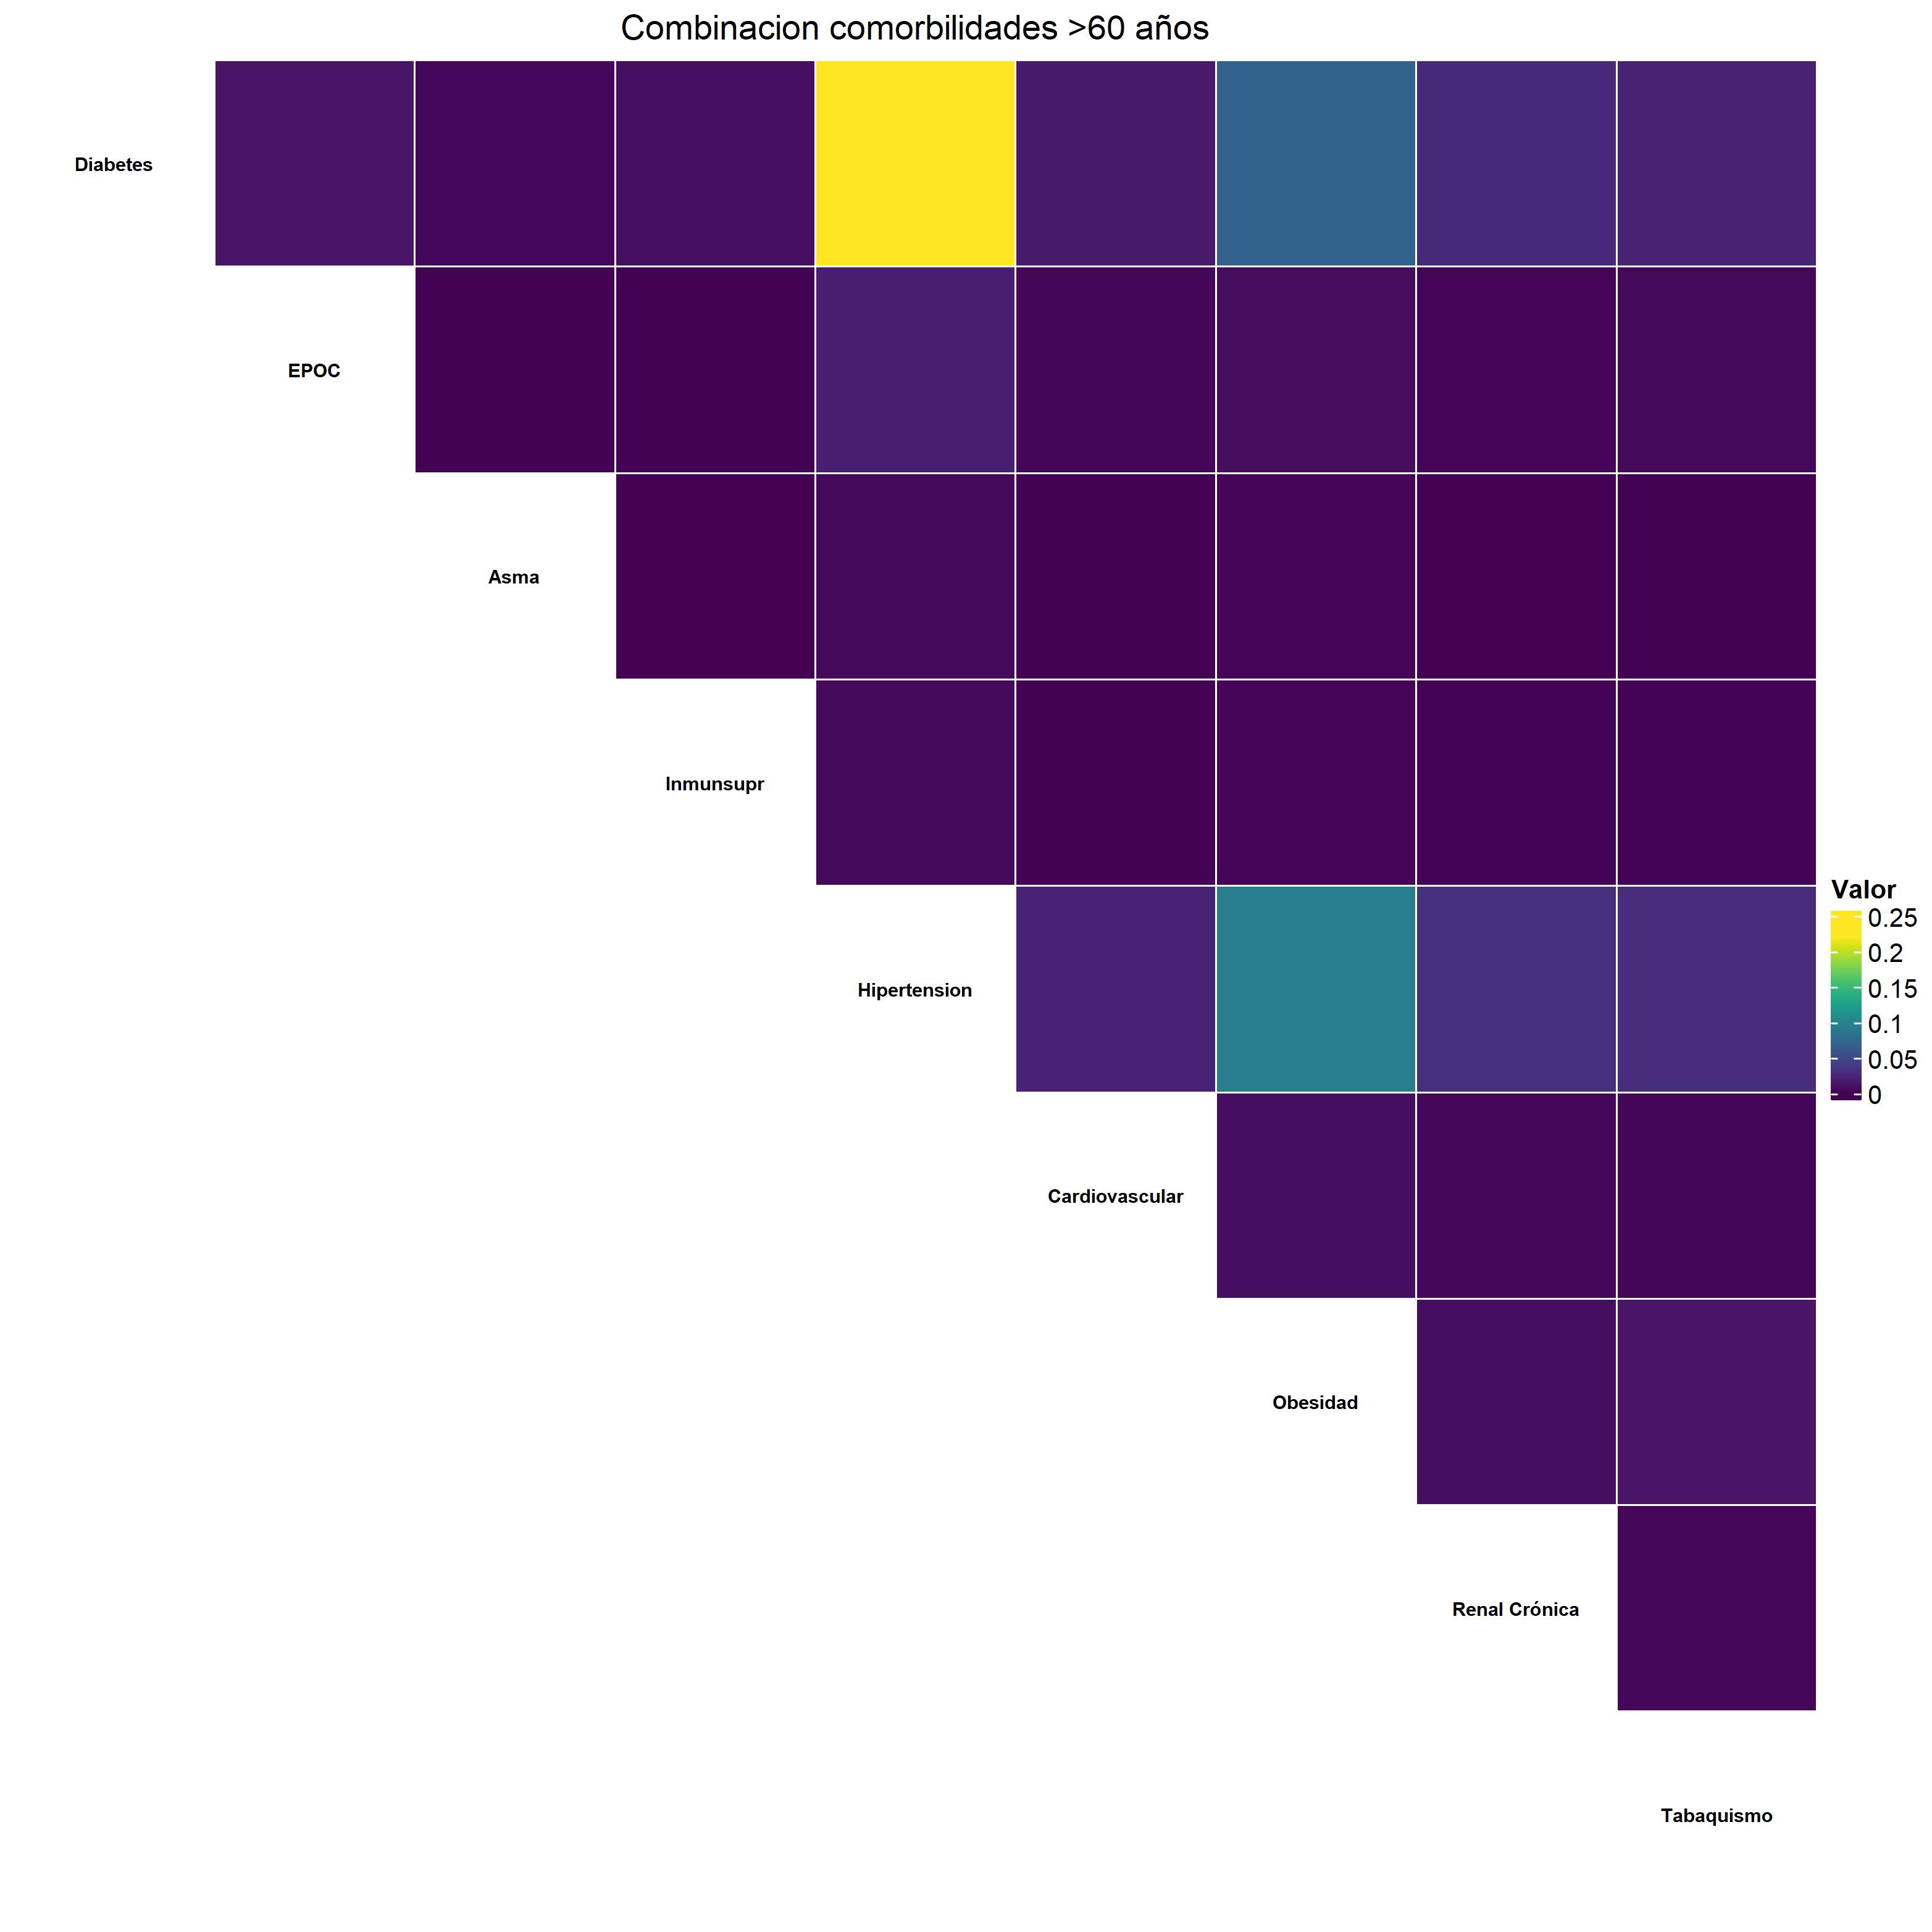 Combinacion comorbilidades >60 años
Diabetes
EPOC
Asma
Inmunsupr
Hipertension
Cardiovascular
Obesidad
Renal Crónica
Tabaquismo
Valor
0.25
0.2
0.15
0.1
0.05
0